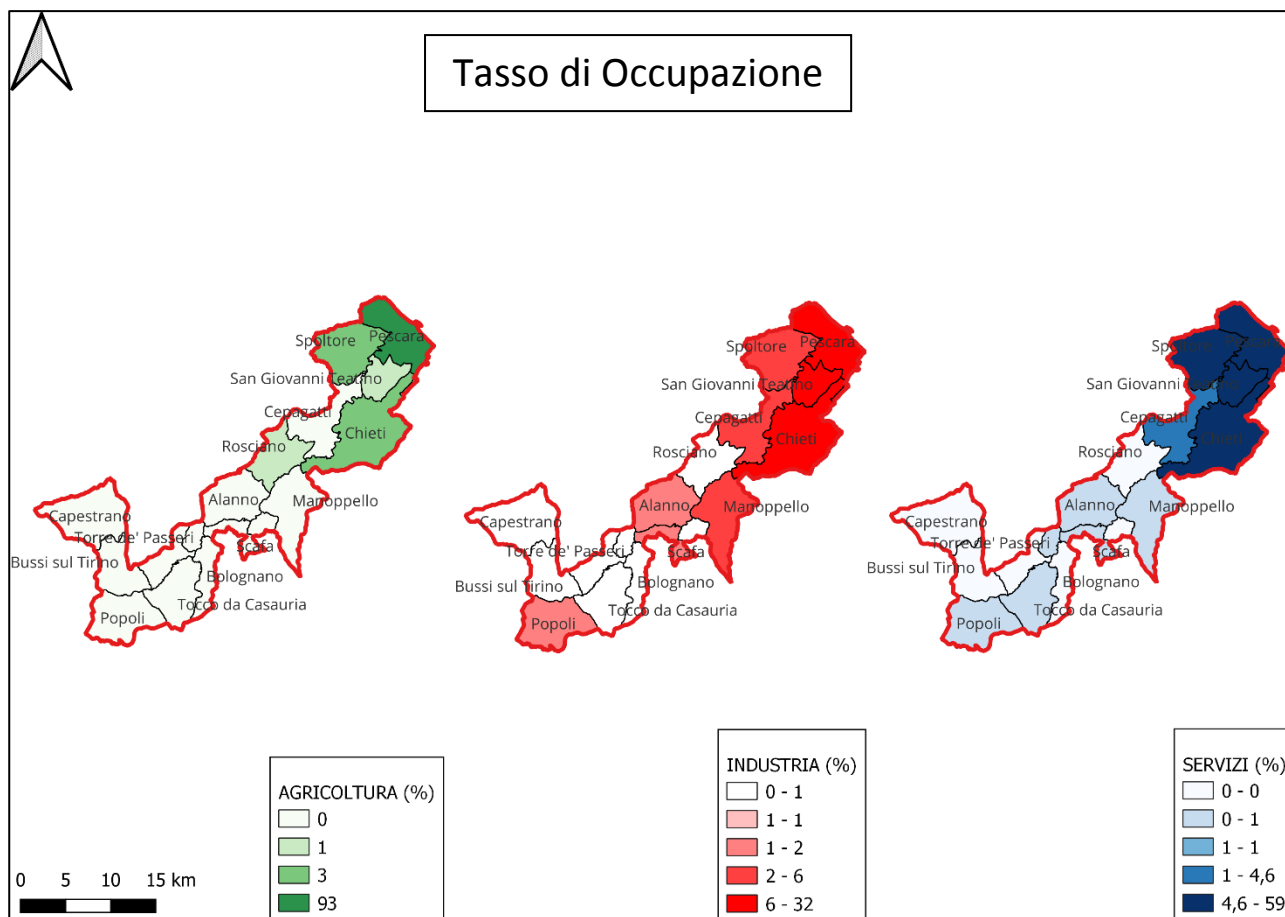 Tasso di Occupazione
Spoltore
Pescara
San Giovanni Teatino
Cepagatti
Rosciano
Chieti
Alanno
Manoppello
Capestrano
Torre de' Passeri
Scafa
Bussi sul Tirino
Bolognano
Tocco da Casauria
Popoli
Spoltore
Pescara
San Giovanni Teatino
Cepagatti
Rosciano
Chieti
Alanno
Manoppello
Capestrano
Torre de' Passeri
Scafa
Bussi sul Tirino
Bolognano
Tocco da Casauria
Popoli
Spoltore
Pescara
San Giovanni Teatino
Cepagatti
Rosciano
Chieti
Alanno
Manoppello
Capestrano
Torre de' Passeri
Scafa
Bussi sul Tirino
Bolognano
Tocco da Casauria
Popoli
0 5 10 15 km
AGRICOLTURA (%)
0
1
3
93
INDUSTRIA (%)
0 - 1
1 - 1
1 - 2
2 - 6
6 - 32
SERVIZI (%)
0 - 0
0 - 1
1 - 1
1 - 4,6
4,6 - 59